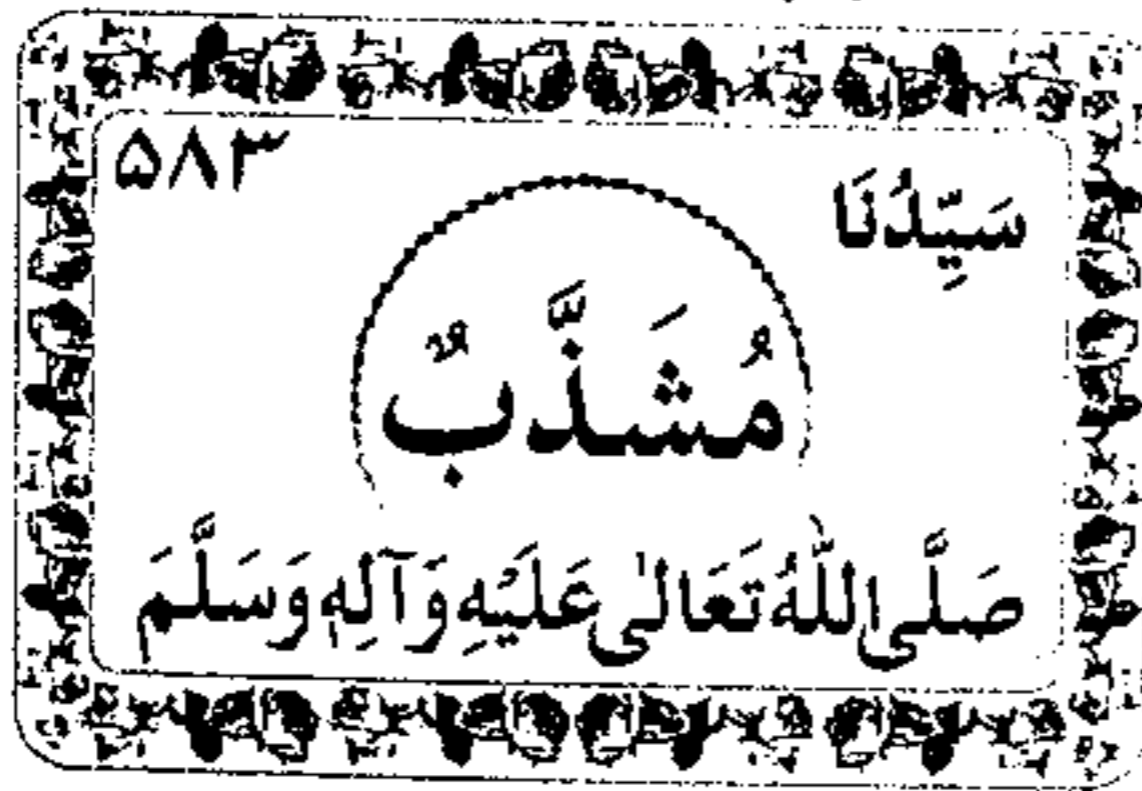 ۵۸۳
سَیِّدُنَا
مُشَذَّبٌ
صَلَّى اللّٰهُ تَعَالٰى عَلَيْهِ وَآلِهٖ وَسَلَّمَ